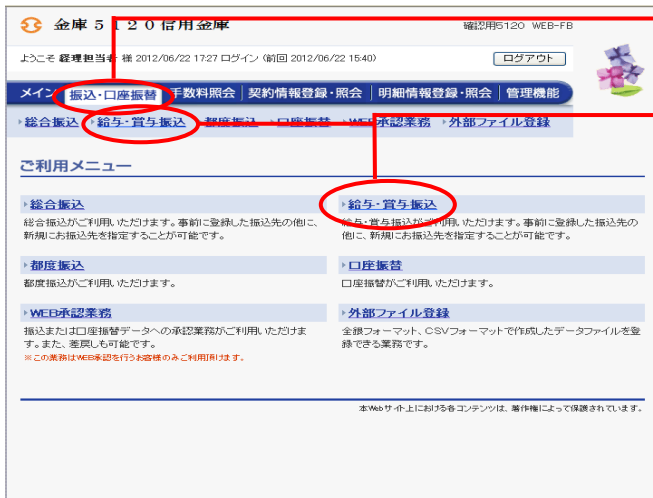 金庫5120信用金庫
確認用5120 WEB-FB
ようこそ 経理担当者 様 2012/06/22 17:27 ログイン (前回 2012/06/22 15:40)
ログアウト
メイン 振込・口座振替 手数料照会 契約情報登録・照会 明細情報登録・照会 管理機能
総合振込 給与・賞与振込 都度振込 口座振替 WEB承認業務 外部ファイル登録
ご利用メニュー
総合振込 給与・賞与振込
総合振込がご利用いただけます。事前に登録した振込先の他に、
新規にお振込先を指定することが可能です。
給与・賞与振込がご利用いただけます。事前に登録した振込先の
他に、新規にお振込先を指定することが可能です。
都度振込 口座振替
都度振込がご利用いただけます。
口座振替がご利用いただけます。
WEB承認業務 外部ファイル登録
振込または口座振替データへの承認業務がご利用いただけま
す。また、差戻しも可能です。
※この業務はWEB承認を行うお客様のみご利用頂けます。
全銀フォーマット、CSVフォーマットで作成したデータファイルを登
録できる業務です。
本Webサイト上における各コンテンツは、著作権によって保護されています。